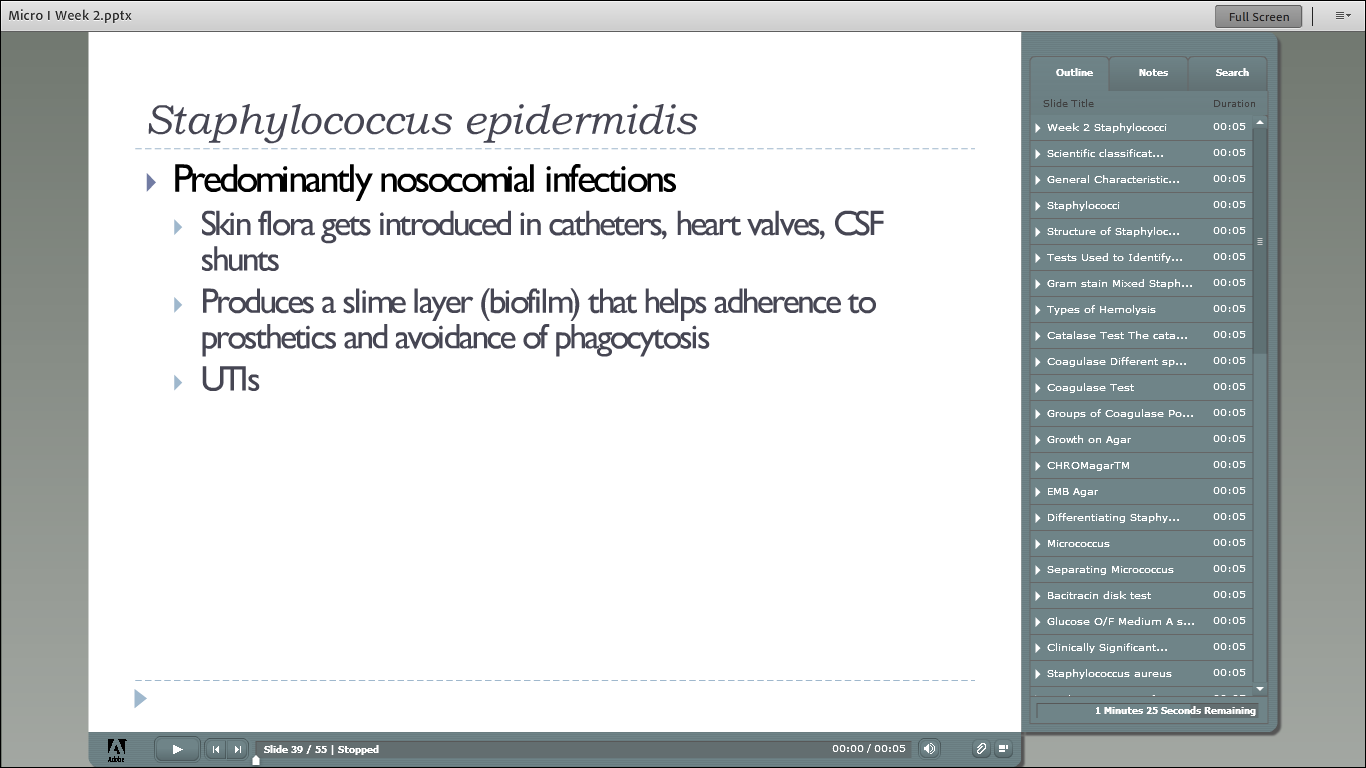 Micro I Week 2.pptx
Full Screen
Staphylococcus epidermidis
Predominantly nosocomial infections
Skin flora gets introduced in catheters, heart valves, CSF
shunts
Produces a slime layer (biofilm) that helps adherence to
prosthetics and avoidance of phagocytosis
UTIs
Outline Notes Search
Slide Title Duration
Week 2 Staphylococci 00:05
Scientific classificat... 00:05
General Characteristic... 00:05
Staphylococci 00:05
Structure of Staphyloc... 00:05
Tests Used to Identify... 00:05
Gram stain Mixed Staph... 00:05
Types of Hemolysis 00:05
Catalase Test The cata... 00:05
Coagulase Different sp... 00:05
Coagulase Test 00:05
Groups of Coagulase Po... 00:05
Growth on Agar 00:05
CHROMagarTM 00:05
EMB Agar 00:05
Differentiating Staphy... 00:05
Micrococcus 00:05
Separating Micrococcus 00:05
Bacitracin disk test 00:05
Glucose O/F Medium A s... 00:05
Clinically Significant... 00:05
Staphylococcus aureus 00:05
1 Minutes 25 Seconds Remaining
Adobe
Slide 39 / 55 | Stopped 00:00 / 00:05